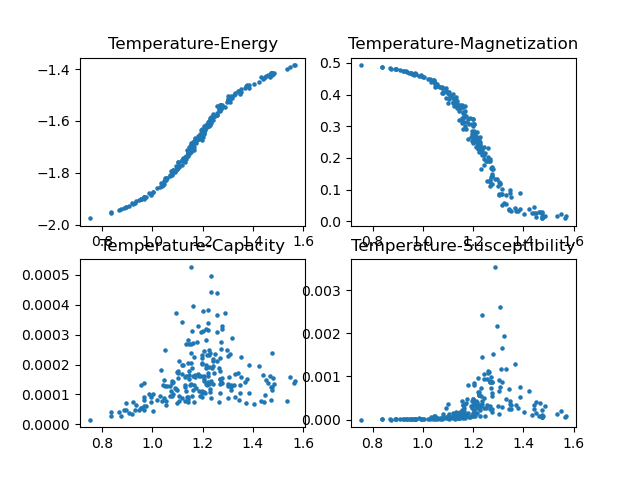 Temperature-Energy
−1.4
−1.6
−1.8
−2.0
0.8 1.0 1.2 1.4 1.6
Temperature-Magnetization
0.5
0.4
0.3
0.2
0.1
0.0
0.8 1.0 1.2 1.4 1.6
Temperature-Capacity
0.0005
0.0004
0.0003
0.0002
0.0001
0.0000
0.8 1.0 1.2 1.4 1.6
Temperature-Susceptibility
0.003
0.002
0.001
0.000
0.8 1.0 1.2 1.4 1.6